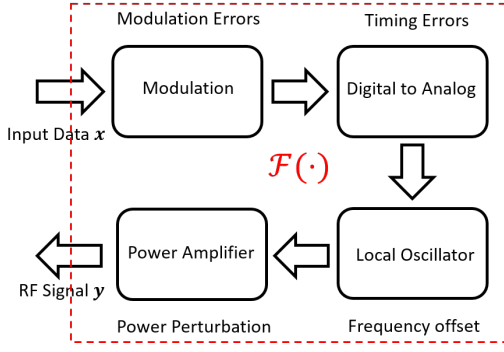 Modulation Errors
Timing Errors
Modulation
Digital to Analog
Input Data x
ℱ(·)
Power Amplifier
Local Oscillator
RF Signal y
Power Perturbation
Frequency offset